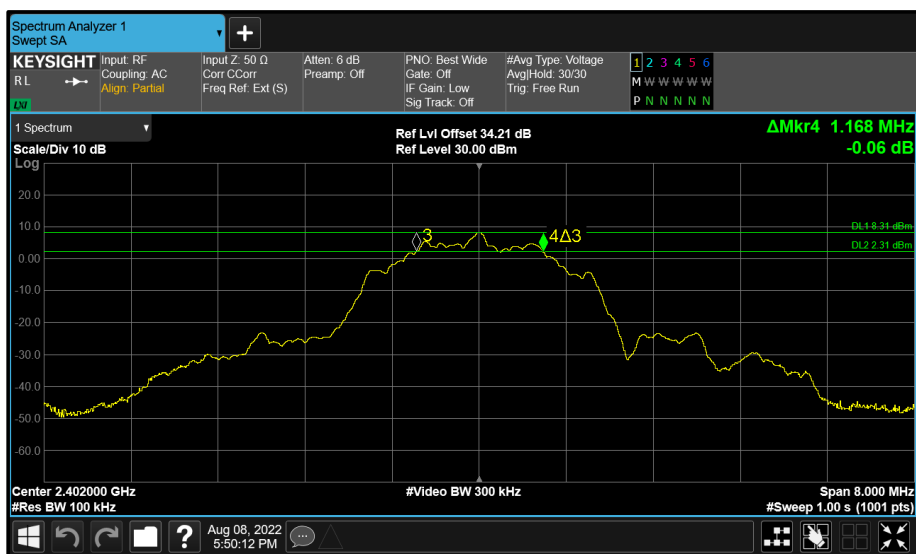 Spectrum Analyzer 1
Swept SA
▼
+
KEYSIGHT
RL
LXI
Input: RF
Coupling: AC
Align: Partial
Input Z: 50 Ω
Corr CCorr
Freq Ref: Ext (S)
Atten: 6 dB
Preamp: Off
PNO: Best Wide
Gate: Off
IF Gain: Low
Sig Track: Off
#Avg Type: Voltage
Avg|Hold: 30/30
Trig: Free Run
1 2 3 4 5 6
M W W W W W
P N N N N N
1 Spectrum ▼
Scale/Div 10 dB
Ref Lvl Offset 34.21 dB
Ref Level 30.00 dBm
ΔMkr4 1.168 MHz
-0.06 dB
Log
20.0
10.0
0.00
-10.0
-20.0
-30.0
-40.0
-50.0
-60.0
3
4Δ3
DL1 8.31 dBm
DL2 2.31 dBm
Center 2.402000 GHz
#Res BW 100 kHz
#Video BW 300 kHz
Span 8.000 MHz
#Sweep 1.00 s (1001 pts)
?
Aug 08, 2022
5:50:12 PM